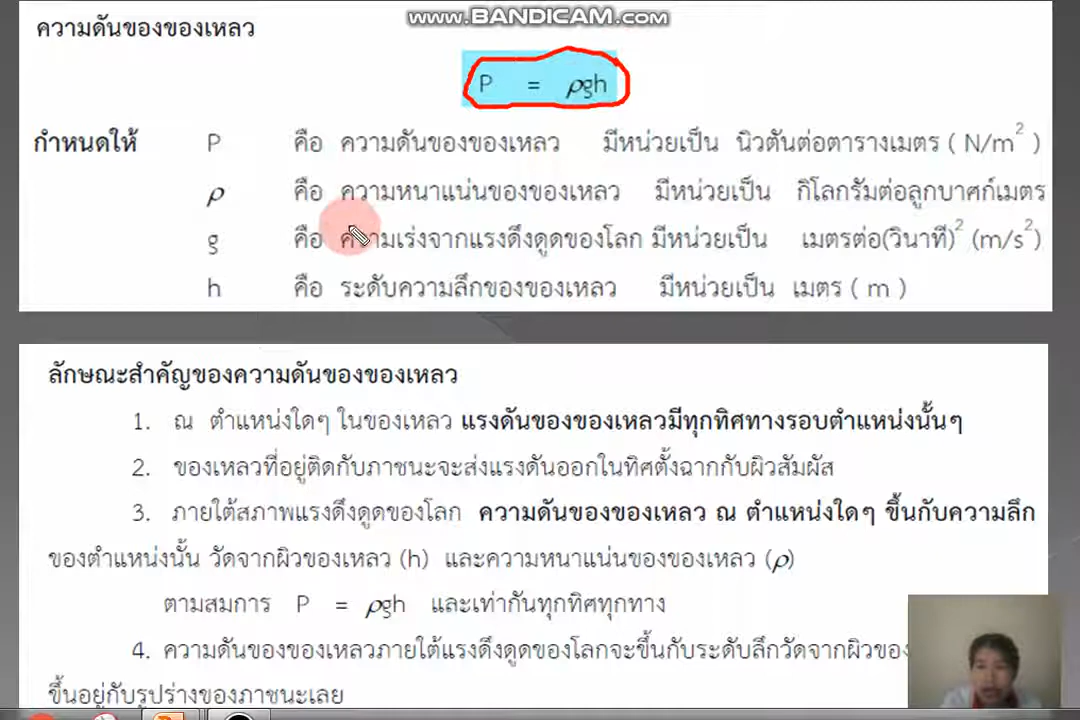 www.BANDICAM.com
ความดันของของเหลว
P = ρgh
กำหนดให้ P คือ ความดันของของเหลว มีหน่วยเป็น นิวตันต่อตารางเมตร ( N/m² )
ρ คือ ความหนาแน่นของของเหลว มีหน่วยเป็น กิโลกรัมต่อลูกบาศก์เมตร
g คือ ความเร่งจากแรงดึงดูดของโลก มีหน่วยเป็น เมตรต่อ(วินาที)² (m/s²)
h คือ ระดับความลึกของของเหลว มีหน่วยเป็น เมตร ( m )
ลักษณะสำคัญของความดันของของเหลว
1. ณ ตำแหน่งใดๆ ในของเหลว แรงดันของของเหลวมีทุกทิศทางรอบตำแหน่งนั้นๆ
2. ของเหลวที่อยู่ติดกับภาชนะจะส่งแรงดันออกในทิศตั้งฉากกับผิวสัมผัส
3. ภายใต้สภาพแรงดึงดูดของโลก ความดันของของเหลว ณ ตำแหน่งใดๆ ขึ้นกับความลึก
ของตำแหน่งนั้น วัดจากผิวของเหลว (h) และความหนาแน่นของของเหลว (ρ)
ตามสมการ P = ρgh และเท่ากันทุกทิศทุกทาง
4. ความดันของของเหลวภายใต้แรงดึงดูดของโลกจะขึ้นกับระดับลึกวัดจากผิวของ
ขึ้นอยู่กับรูปร่างของภาชนะเลย